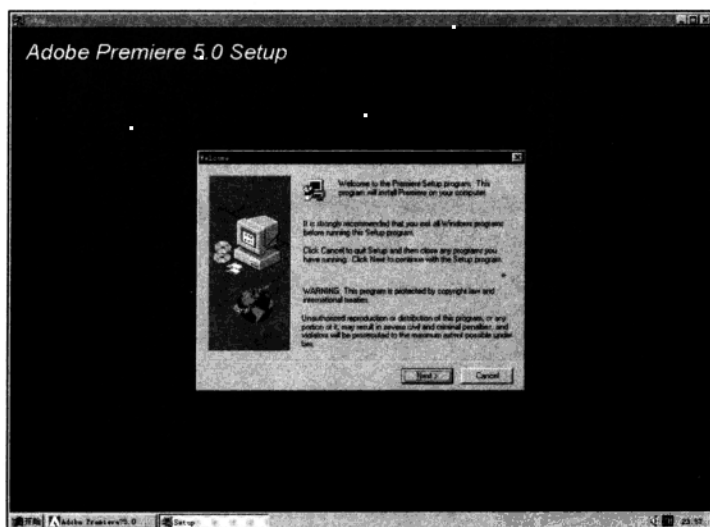 Setup
Adobe Premiere 5.0 Setup
Welcome
Welcome to the Premiere Setup program. This
program will install Premiere on your computer.
It is strongly recommended that you exit all Windows programs
before running this Setup program.
Click Cancel to quit Setup and then close any programs you
have running. Click Next to continue with the Setup program.
WARNING: This program is protected by copyright law and
international treaties.
Unauthorized reproduction or distribution of this program, or any
portion of it, may result in severe civil and criminal penalties, and
violators will be prosecuted to the maximum extent possible under
law.
Next >
Cancel
开始
Adobe Premiere5.0
Setup